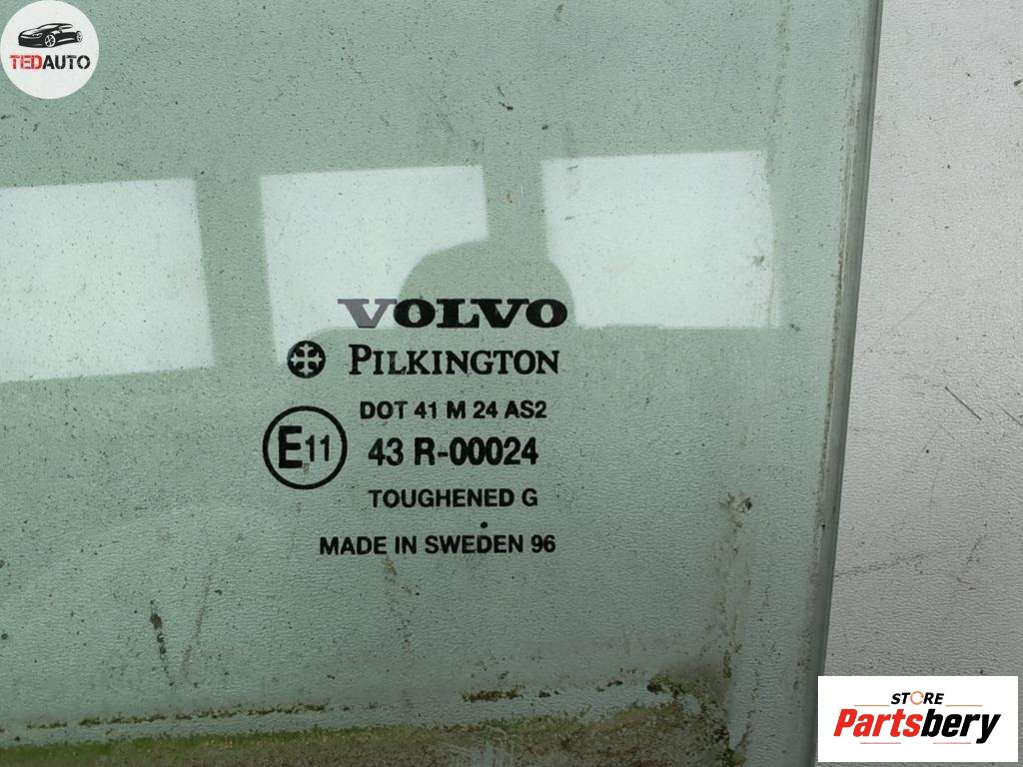 TEDAUTO
VOLVO
PILKINGTON
DOT 41 M 24 AS2
E11 43 R-00024
TOUGHENED G
MADE IN SWEDEN 96
STORE
Partsbery